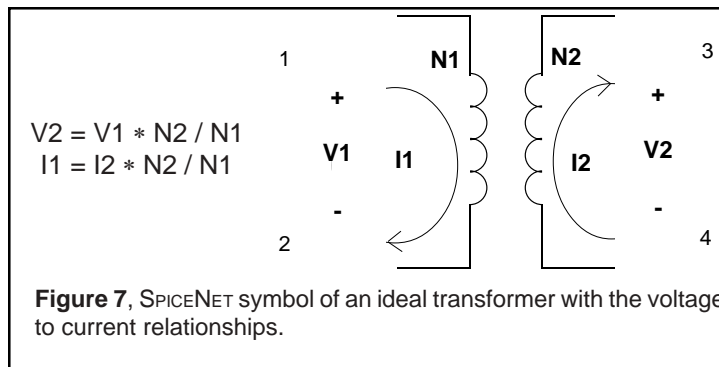 1
N1
N2
3
+
+
V2 = V1 * N2 / N1
I1 = I2 * N2 / N1
V1
I1
I2
V2
-
-
2
4
Figure 7, SPICENET symbol of an ideal transformer with the voltage
to current relationships.